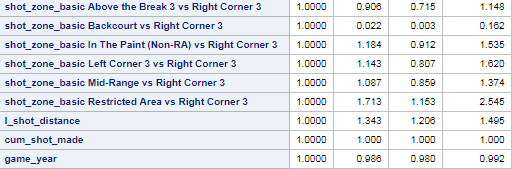 shot_zone_basic Above the Break 3 vs Right Corner 3 1.0000 0.906 0.715 1.148
shot_zone_basic Backcourt vs Right Corner 3 1.0000 0.022 0.003 0.162
shot_zone_basic In The Paint (Non-RA) vs Right Corner 3 1.0000 1.184 0.912 1.535
shot_zone_basic Left Corner 3 vs Right Corner 3 1.0000 1.143 0.807 1.620
shot_zone_basic Mid-Range vs Right Corner 3 1.0000 1.087 0.859 1.374
shot_zone_basic Restricted Area vs Right Corner 3 1.0000 1.713 1.153 2.545
l_shot_distance 1.0000 1.343 1.206 1.495
cum_shot_made 1.0000 1.000 1.000 1.000
game_year 1.0000 0.986 0.980 0.992